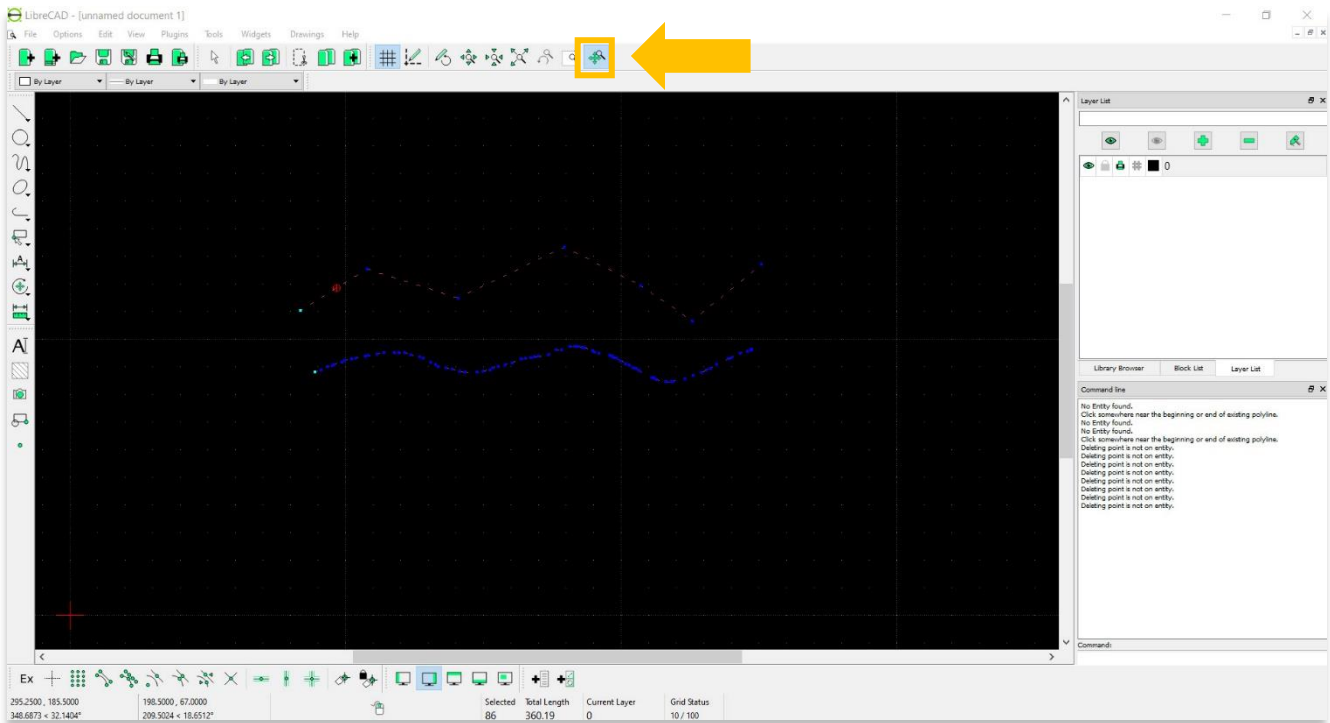 LibreCAD - [unnamed document 1]
File Options Edit View Plugins Tools Widgets Drawings Help
By Layer By Layer By Layer
Layer List
0
Library Browser Block List Layer List
Command line
No Entity found.
Click somewhere near the beginning or end of existing polyline.
No Entity found.
No Entity found.
Click somewhere near the beginning or end of existing polyline.
Deleting point is not on entity.
Deleting point is not on entity.
Deleting point is not on entity.
Deleting point is not on entity.
Deleting point is not on entity.
Deleting point is not on entity.
Deleting point is not on entity.
Deleting point is not on entity.
Command:
Ex
295.2500 , 185.5000 198.5000 , 67.0000 Selected Total Length Current Layer Grid Status
348.6873 < 32.1404° 209.5024 < 18.6512° 86 360.19 0 10 / 100